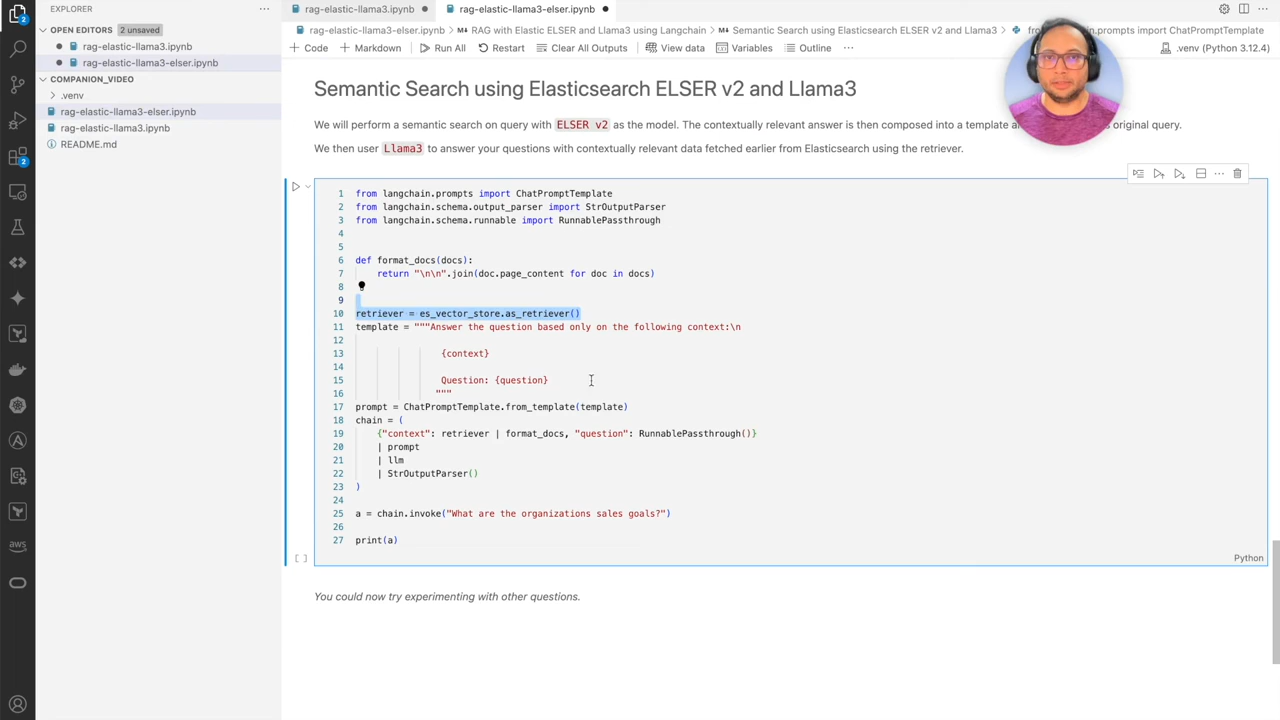 EXPLORER
OPEN EDITORS 2 unsaved
rag-elastic-llama3.ipynb
rag-elastic-llama3-elser.ipynb
COMPANION_VIDEO
.venv
rag-elastic-llama3-elser.ipynb
rag-elastic-llama3.ipynb
README.md
2
2
aws
rag-elastic-llama3.ipynb
rag-elastic-llama3-elser.ipynb
rag-elastic-llama3-elser.ipynb > RAG with Elastic ELSER and Llama3 using Langchain > Semantic Search using Elasticsearch ELSER v2 and Llama3 > import ChatPromptTemplate
+ Code + Markdown Run All Restart Clear All Outputs View data Variables Outline ... .venv (Python 3.12.4)
Semantic Search using Elasticsearch ELSER v2 and Llama3
We will perform a semantic search on query with ELSER v2 as the model. The contextually relevant answer is then composed into a template original query.
We then user Llama3 to answer your questions with contextually relevant data fetched earlier from Elasticsearch using the retriever.
1 from langchain.prompts import ChatPromptTemplate
2 from langchain.schema.output_parser import StrOutputParser
3 from langchain.schema.runnable import RunnablePassthrough
4
5
6 def format_docs(docs):
7 return "\n\n".join(doc.page_content for doc in docs)
8
9
10 retriever = es_vector_store.as_retriever()
11 template = """Answer the question based only on the following context:\n
12
13 {context}
14
15 Question: {question}
16 """
17 prompt = ChatPromptTemplate.from_template(template)
18 chain = (
19 {"context": retriever | format_docs, "question": RunnablePassthrough()}
20 | prompt
21 | llm
22 | StrOutputParser()
23 )
24
25 a = chain.invoke("What are the organizations sales goals?")
26
27 print(a)
[ ]
Python
You could now try experimenting with other questions.